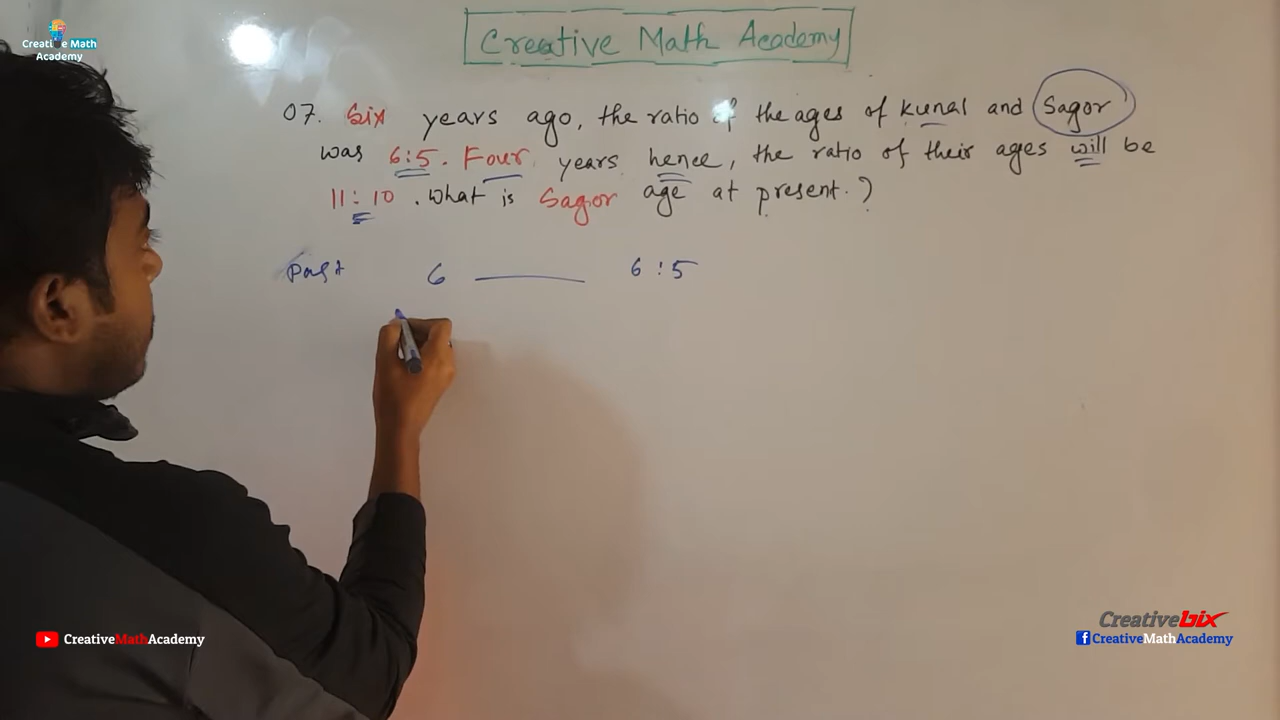 Creative Math
Academy
Creative Math Academy
07. Six years ago, the ratio of the ages of kunal and Sagor
was 6:5. Four years hence, the ratio of their ages will be
11:10. What is Sagor age at present.?
Past 6 6:5
CreativeMathAcademy
Creativebix
CreativeMathAcademy